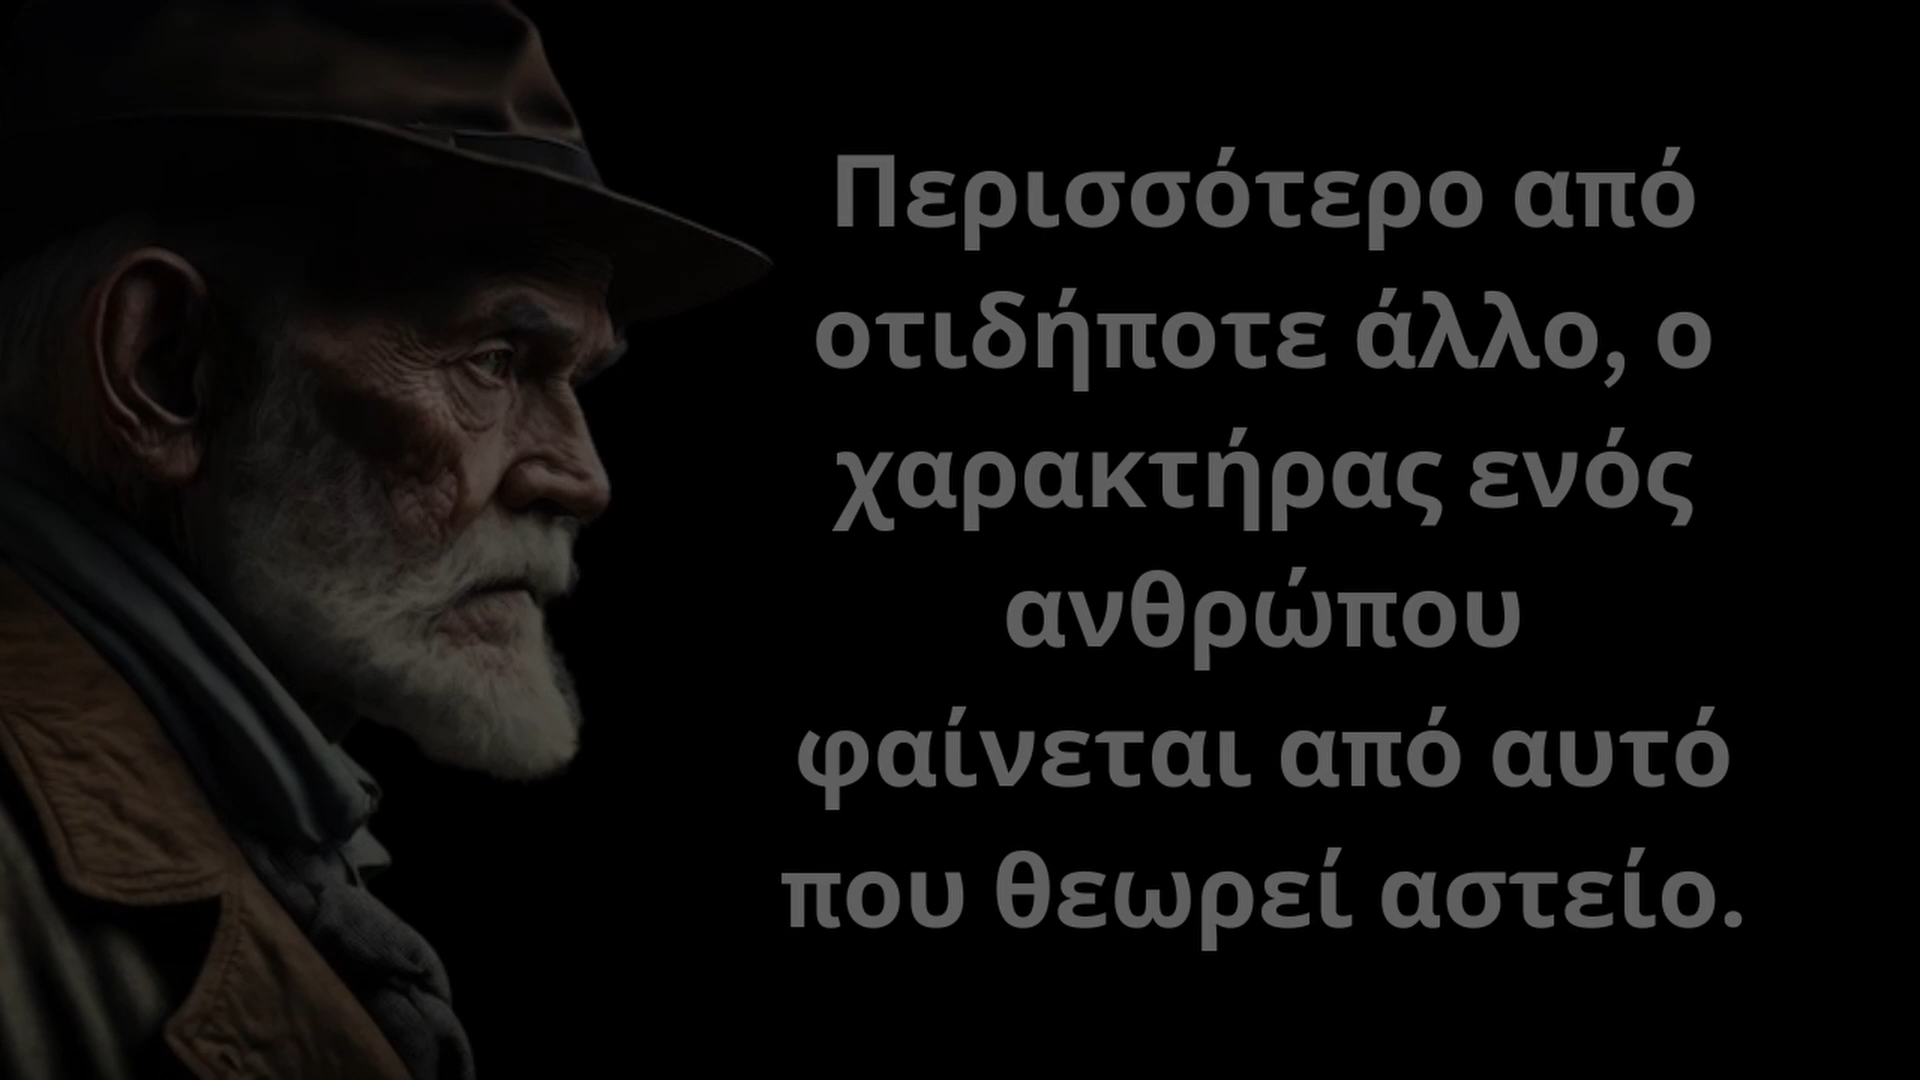 Περισσότερο από
οτιδήποτε άλλο, ο
χαρακτήρας ενός
ανθρώπου
φαίνεται από αυτό
που θεωρεί αστείο.